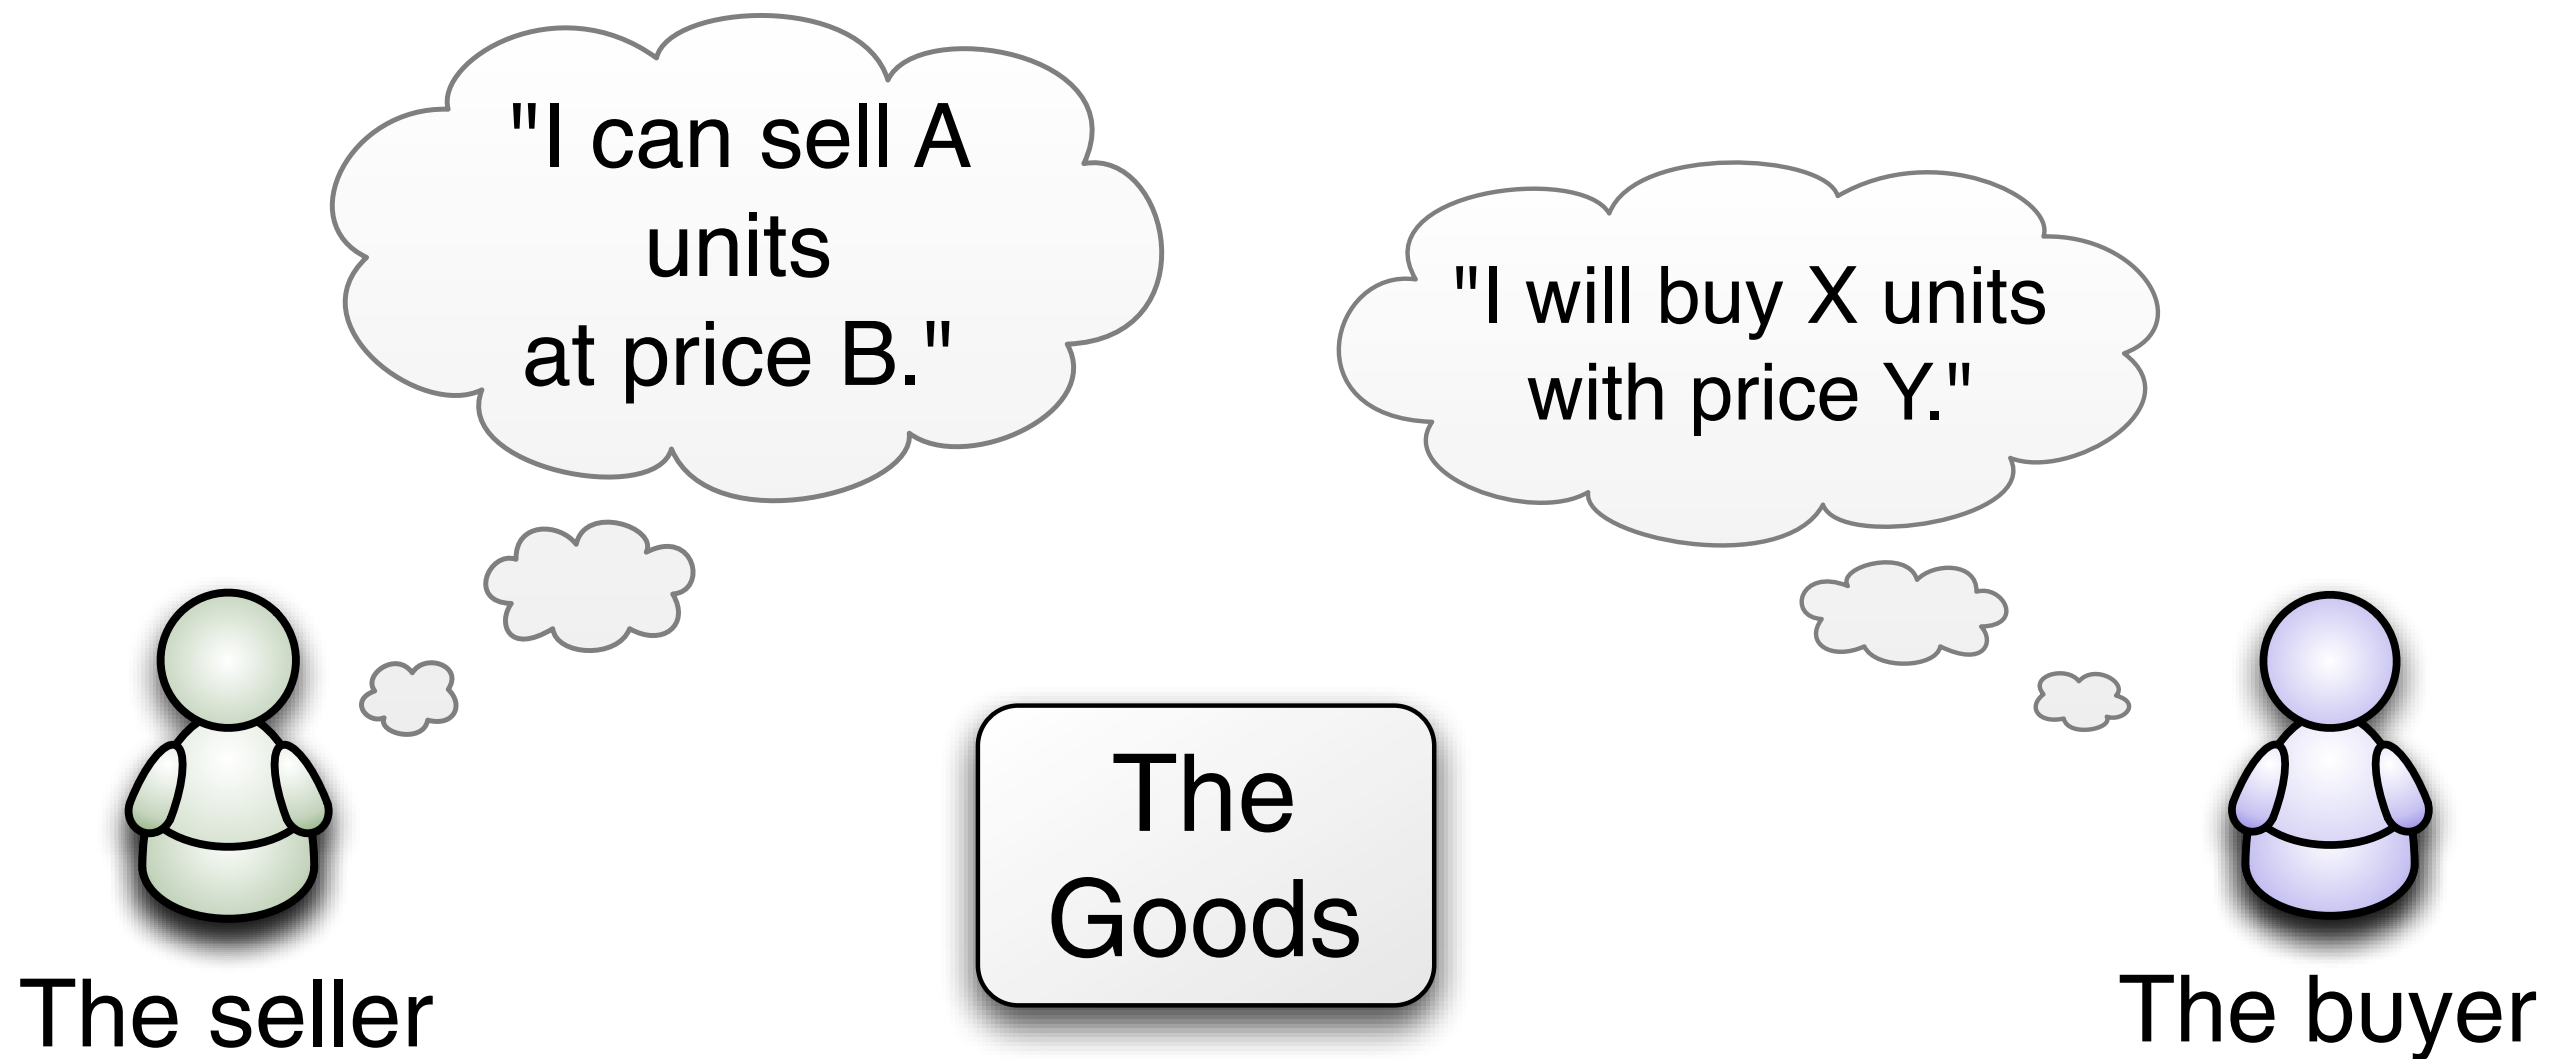 "I can sell A
units
at price B."
"I will buy X units
with price Y."
The
Goods
The seller
The buyer